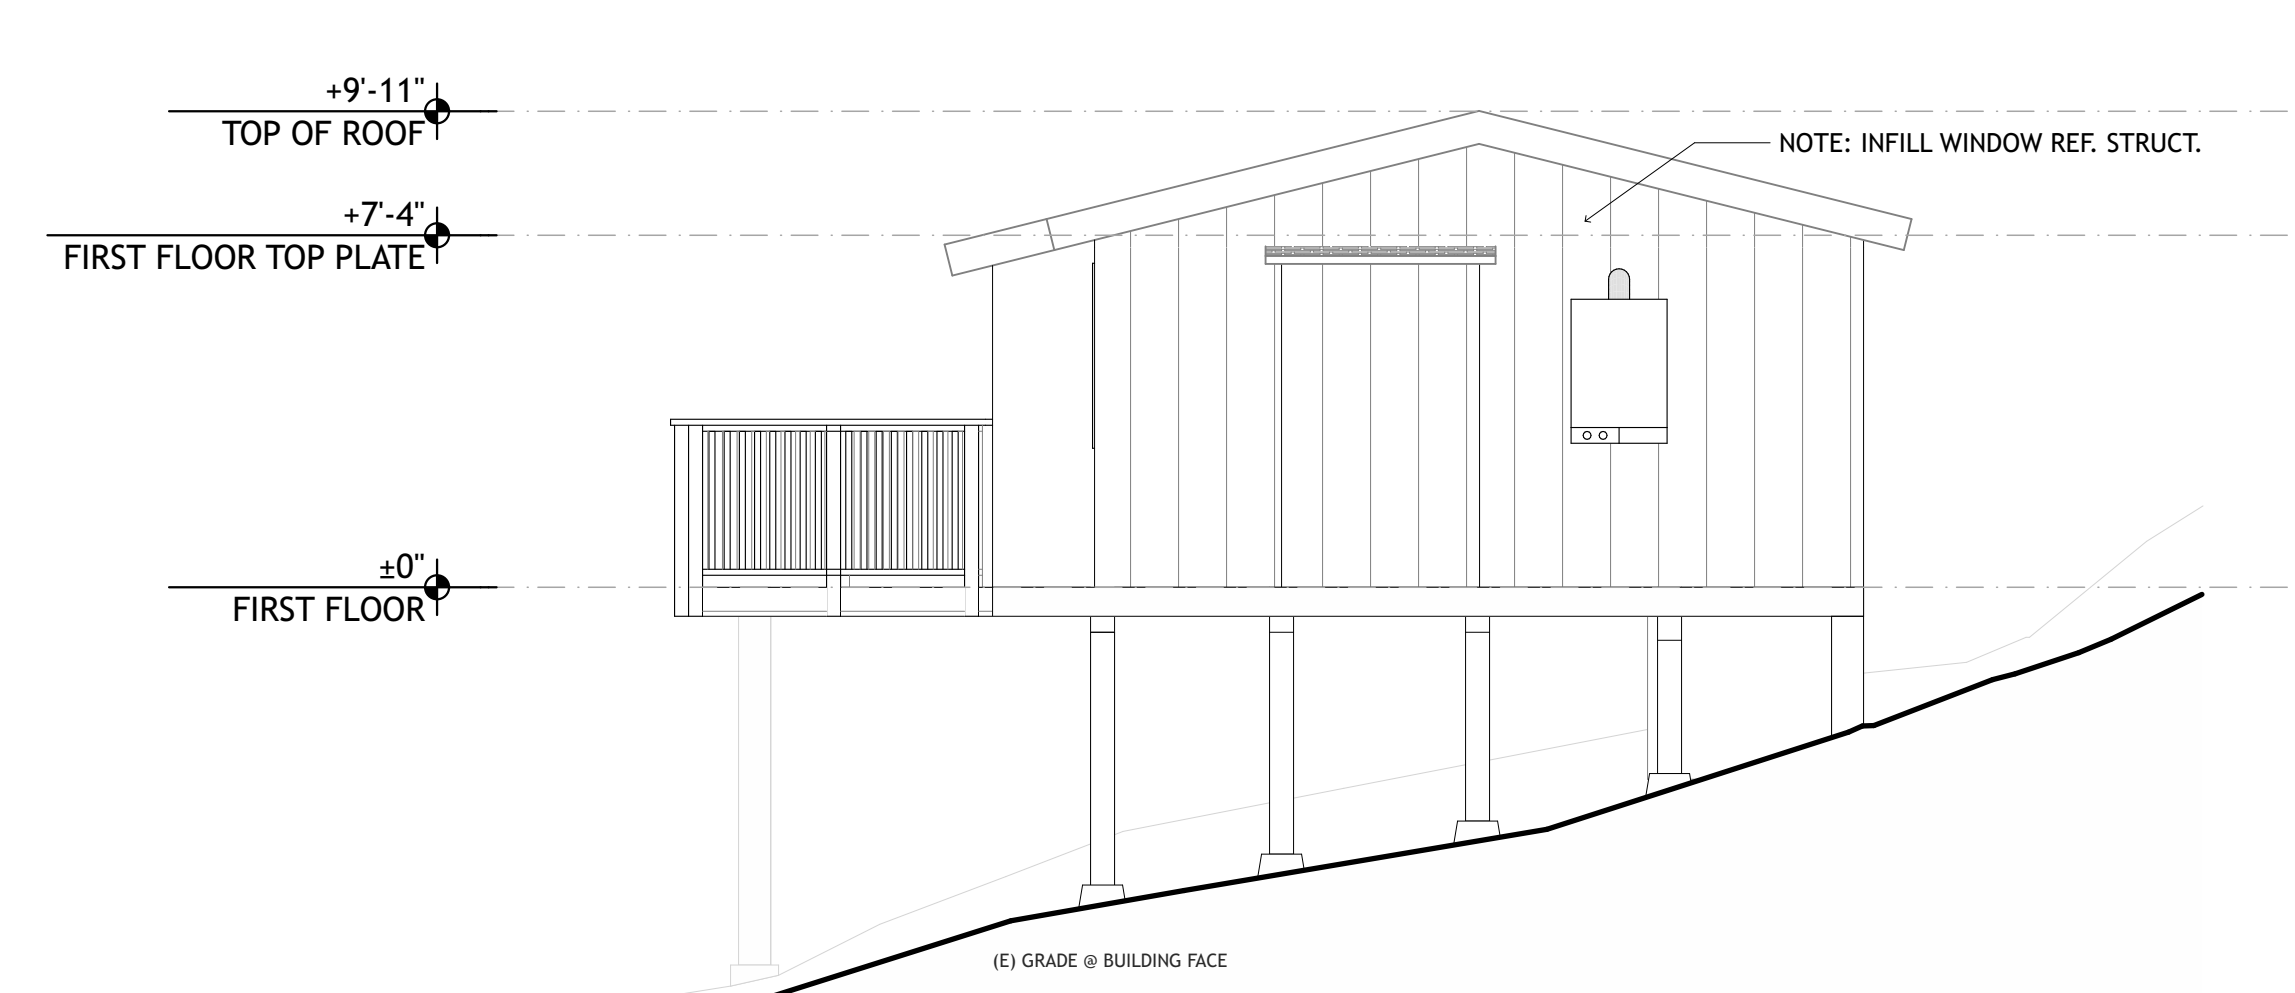 +9'-11"
TOP OF ROOF
NOTE: INFILL WINDOW REF. STRUCT.
+7'-4"
FIRST FLOOR TOP PLATE
±0"
FIRST FLOOR
(E) GRADE @ BUILDING FACE